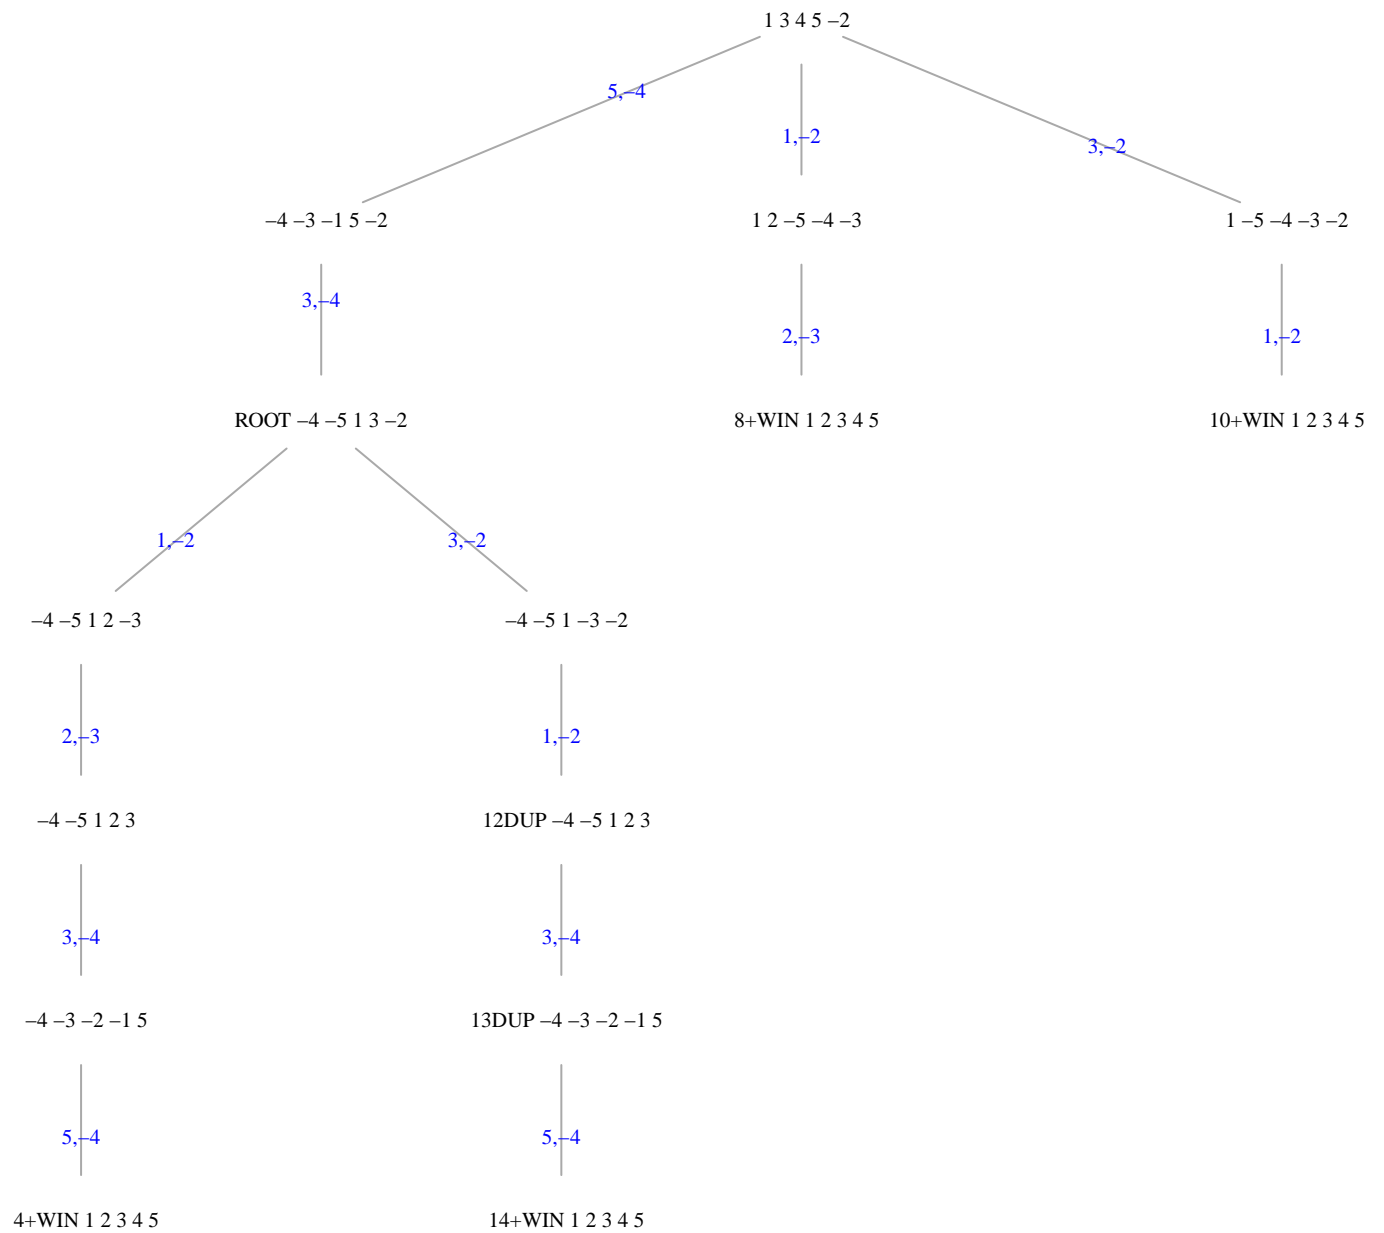 1 3 4 5 −2
5,−4
1,−2
3,−2
−4 −3 −1 5 −2
1 2 −5 −4 −3
1 −5 −4 −3 −2
3,−4
2,−3
1,−2
ROOT −4 −5 1 3 −2
8+WIN 1 2 3 4 5
10+WIN 1 2 3 4 5
1,−2
3,−2
−4 −5 1 2 −3
−4 −5 1 −3 −2
2,−3
1,−2
−4 −5 1 2 3
12DUP −4 −5 1 2 3
3,−4
3,−4
−4 −3 −2 −1 5
13DUP −4 −3 −2 −1 5
5,−4
5,−4
4+WIN 1 2 3 4 5
14+WIN 1 2 3 4 5